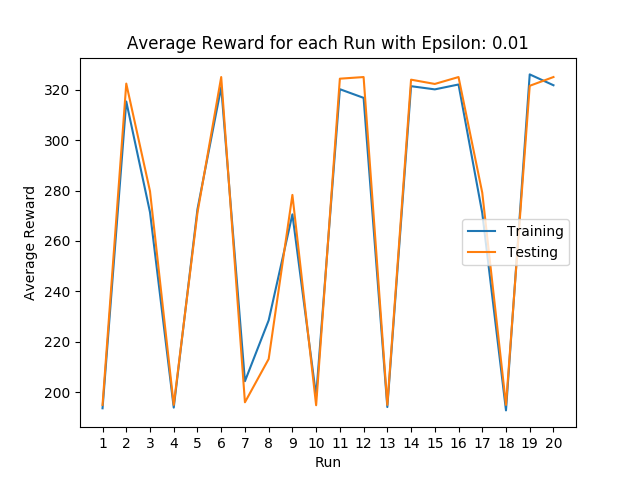 Average Reward for each Run with Epsilon: 0.01
320
300
280
260
240
220
200
Average Reward
Training
Testing
1 2 3 4 5 6 7 8 9 10 11 12 13 14 15 16 17 18 19 20
Run